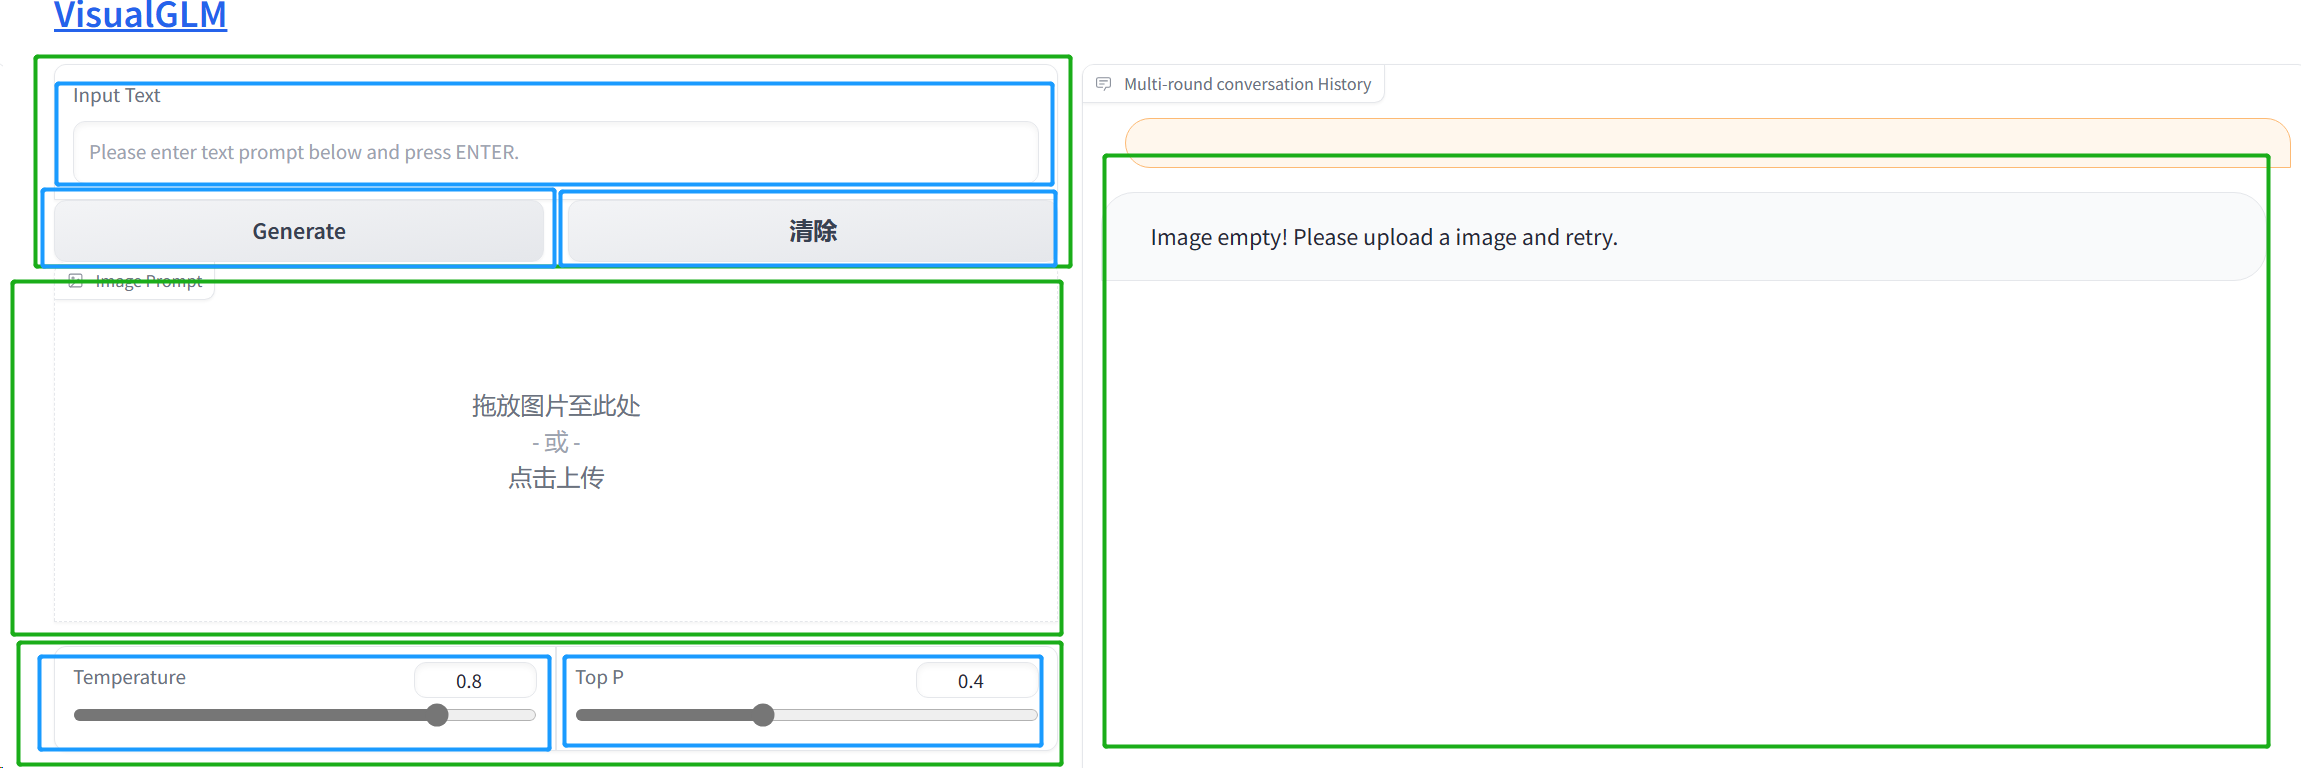 VisualGLM
Input Text
Please enter text prompt below and press ENTER.
Generate
清除
Image Prompt
拖放图片至此处
- 或 -
点击上传
Temperature
0.8
Top P
0.4
Multi-round conversation History
Image empty! Please upload a image and retry.